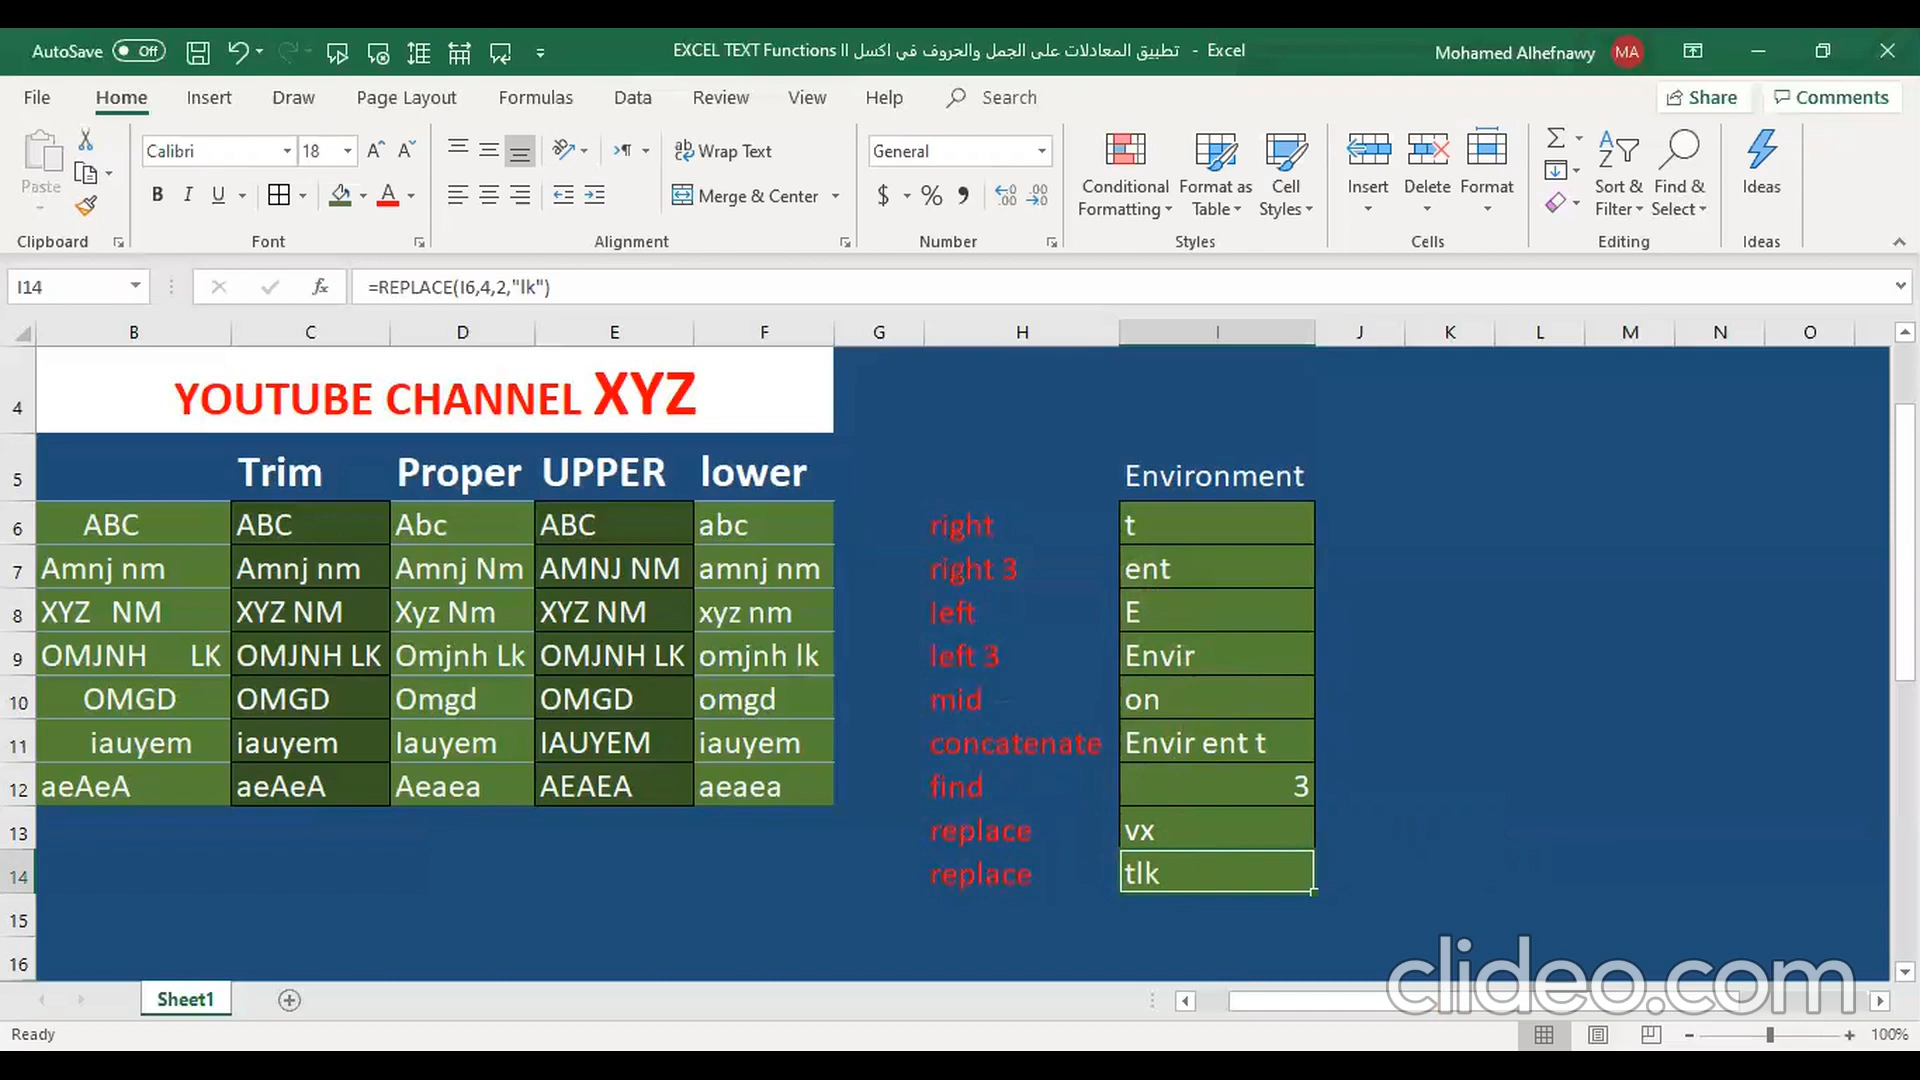 AutoSave Off
EXCEL TEXT Functions II تطبيق المعادلات على الجمل والحروف في اكسل - Excel
Mohamed Alhefnawy MA
File Home Insert Draw Page Layout Formulas Data Review View Help Search Share Comments
Paste
Calibri 18
Wrap Text
General
Merge & Center
Conditional Formatting
Format as Table
Cell Styles
Insert
Delete
Format
Sort & Filter
Find & Select
Ideas
Clipboard Font Alignment Number Styles Cells Editing Ideas
I14 fx =REPLACE(I6,4,2,"lk")
B C D E F G H I J K L M N O
4 YOUTUBE CHANNEL XYZ
5 Trim Proper UPPER lower Environment
6 ABC ABC Abc ABC abc right t
7 Amnj nm Amnj nm Amnj Nm AMNJ NM amnj nm right 3 ent
8 XYZ NM XYZ NM Xyz Nm XYZ NM xyz nm left E
9 OMJNH LK OMJNH LK Omjnh Lk OMJNH LK omjnh lk left 3 Envir
10 OMGD OMGD Omgd OMGD omgd mid on
11 iauyem iauyem Iauyem IAUYEM iauyem concatenate Envir ent t
12 aeAeA aeAeA Aeaea AEAEA aeaea find 3
13 replace vx
14 replace tlk
15
16
clideo.com
Sheet1
Ready
100%